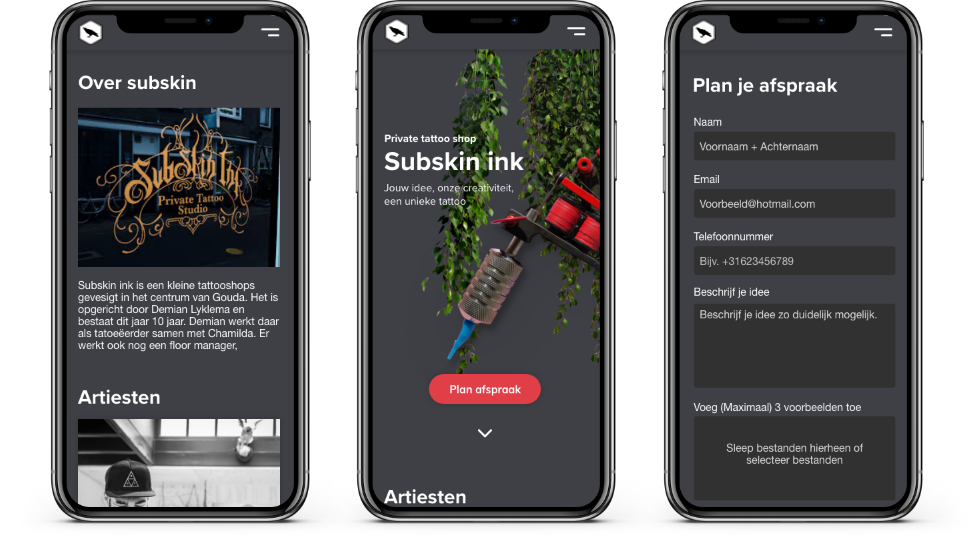 Over subskin
SubSkin Ink
Private Tattoo
Studio
Subskin ink is een kleine tattooshops
gevesigt in het centrum van Gouda. Het is
opgericht door Demian Lyklema en
bestaat dit jaar 10 jaar. Demian werkt daar
als tatoeëerder samen met Chamilda. Er
werkt ook nog een floor manager,
Artiesten
Private tattoo shop
Subskin ink
Jouw idee, onze creativiteit,
een unieke tattoo
Plan afspraak
Artiesten
Plan je afspraak
Naam
Voornaam + Achternaam
Email
Voorbeeld@hotmail.com
Telefoonnummer
Bijv. +31623456789
Beschrijf je idee
Beschrijf je idee zo duidelijk mogelijk.
Voeg (Maximaal) 3 voorbeelden toe
Sleep bestanden hierheen of
selecteer bestanden